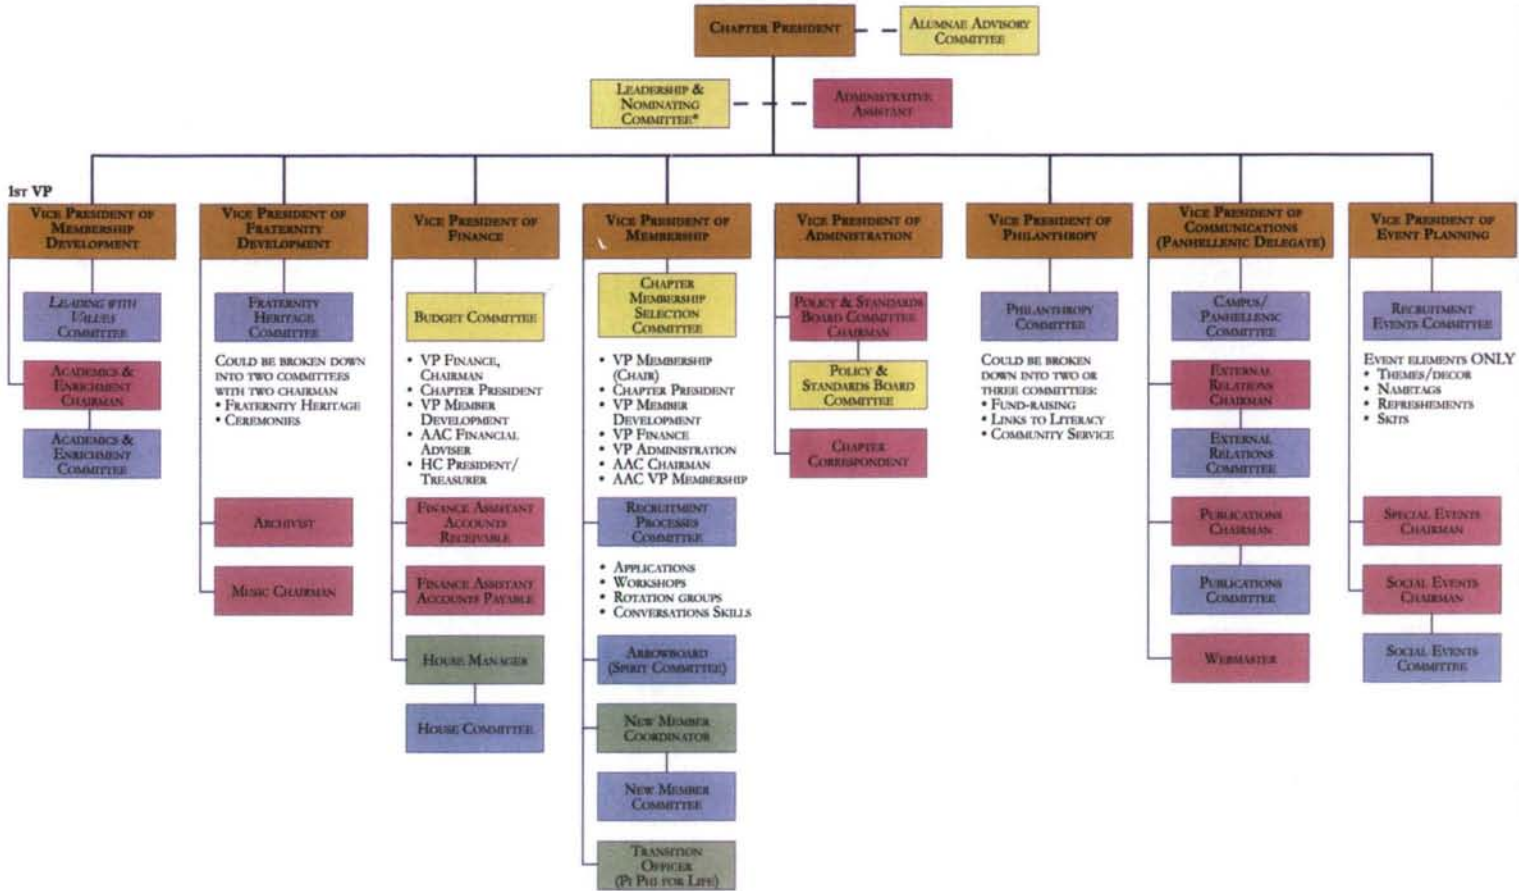 CHAPTER PRESIDENT
ALUMNAE ADVISORY
COMMITTEE
LEADERSHIP &
NOMINATING
COMMITTEE*
ADMINISTRATIVE
ASSISTANT
1ST VP
VICE PRESIDENT OF
MEMBERSHIP
DEVELOPMENT
LEADING WITH
VALUES
COMMITTEE
ACADEMICS &
ENRICHMENT
CHAIRMAN
ACADEMICS &
ENRICHMENT
COMMITTEE
VICE PRESIDENT OF
FRATERNITY
DEVELOPMENT
FRATERNITY
HERITAGE
COMMITTEE
COULD BE BROKEN DOWN
INTO TWO COMMITTEES
WITH TWO CHAIRMAN
• FRATERNITY HERITAGE
• CEREMONIES
ARCHIVIST
MUSIC CHAIRMAN
VICE PRESIDENT OF
FINANCE
BUDGET COMMITTEE
• VP FINANCE,
CHAIRMAN
• CHAPTER PRESIDENT
• VP MEMBER
DEVELOPMENT
• AAC FINANCIAL
ADVISER
• HC PRESIDENT/
TREASURER
FINANCE ASSISTANT
ACCOUNTS
RECEIVABLE
FINANCE ASSISTANT
ACCOUNTS PAYABLE
HOUSE MANAGER
HOUSE COMMITTEE
VICE PRESIDENT OF
MEMBERSHIP
CHAPTER
MEMBERSHIP
SELECTION
COMMITTEE
• VP MEMBERSHIP
(CHAIR)
• CHAPTER PRESIDENT
• VP MEMBER
DEVELOPMENT
• VP FINANCE
• VP ADMINISTRATION
• AAC CHAIRMAN
• AAC VP MEMBERSHIP
RECRUITMENT
PROCESSES
COMMITTEE
• APPLICATIONS
• WORKSHOPS
• ROTATION GROUPS
• CONVERSATIONS SKILLS
ARROWBOARD
(SPIRIT COMMITTEE)
NEW MEMBER
COORDINATOR
NEW MEMBER
COMMITTEE
TRANSITION
OFFICER
(PI PHI FOR LIFE)
VICE PRESIDENT OF
ADMINISTRATION
POLICY & STANDARDS
BOARD COMMITTEE
CHAIRMAN
POLICY &
STANDARDS BOARD
COMMITTEE
CHAPTER
CORRESPONDENT
VICE PRESIDENT OF
PHILANTHROPY
PHILANTHROPY
COMMITTEE
COULD BE BROKEN
DOWN INTO TWO OR
THREE COMMITTEES:
• FUND-RAISING
• LINKS TO LITERACY
• COMMUNITY SERVICE
VICE PRESIDENT OF
COMMUNICATIONS
(PANHELLENIC DELEGATE)
CAMPUS/
PANHELLENIC
COMMITTEE
EXTERNAL
RELATIONS
CHAIRMAN
EXTERNAL
RELATIONS
COMMITTEE
PUBLICATIONS
CHAIRMAN
PUBLICATIONS
COMMITTEE
WEBMASTER
VICE PRESIDENT OF
EVENT PLANNING
RECRUITMENT
EVENTS COMMITTEE
EVENT ELEMENTS ONLY
• THEMES/DECOR
• NAMETAGS
• REFRESHEMENTS
• SKITS
SPECIAL EVENTS
CHAIRMAN
SOCIAL EVENTS
CHAIRMAN
SOCIAL EVENTS
COMMITTEE